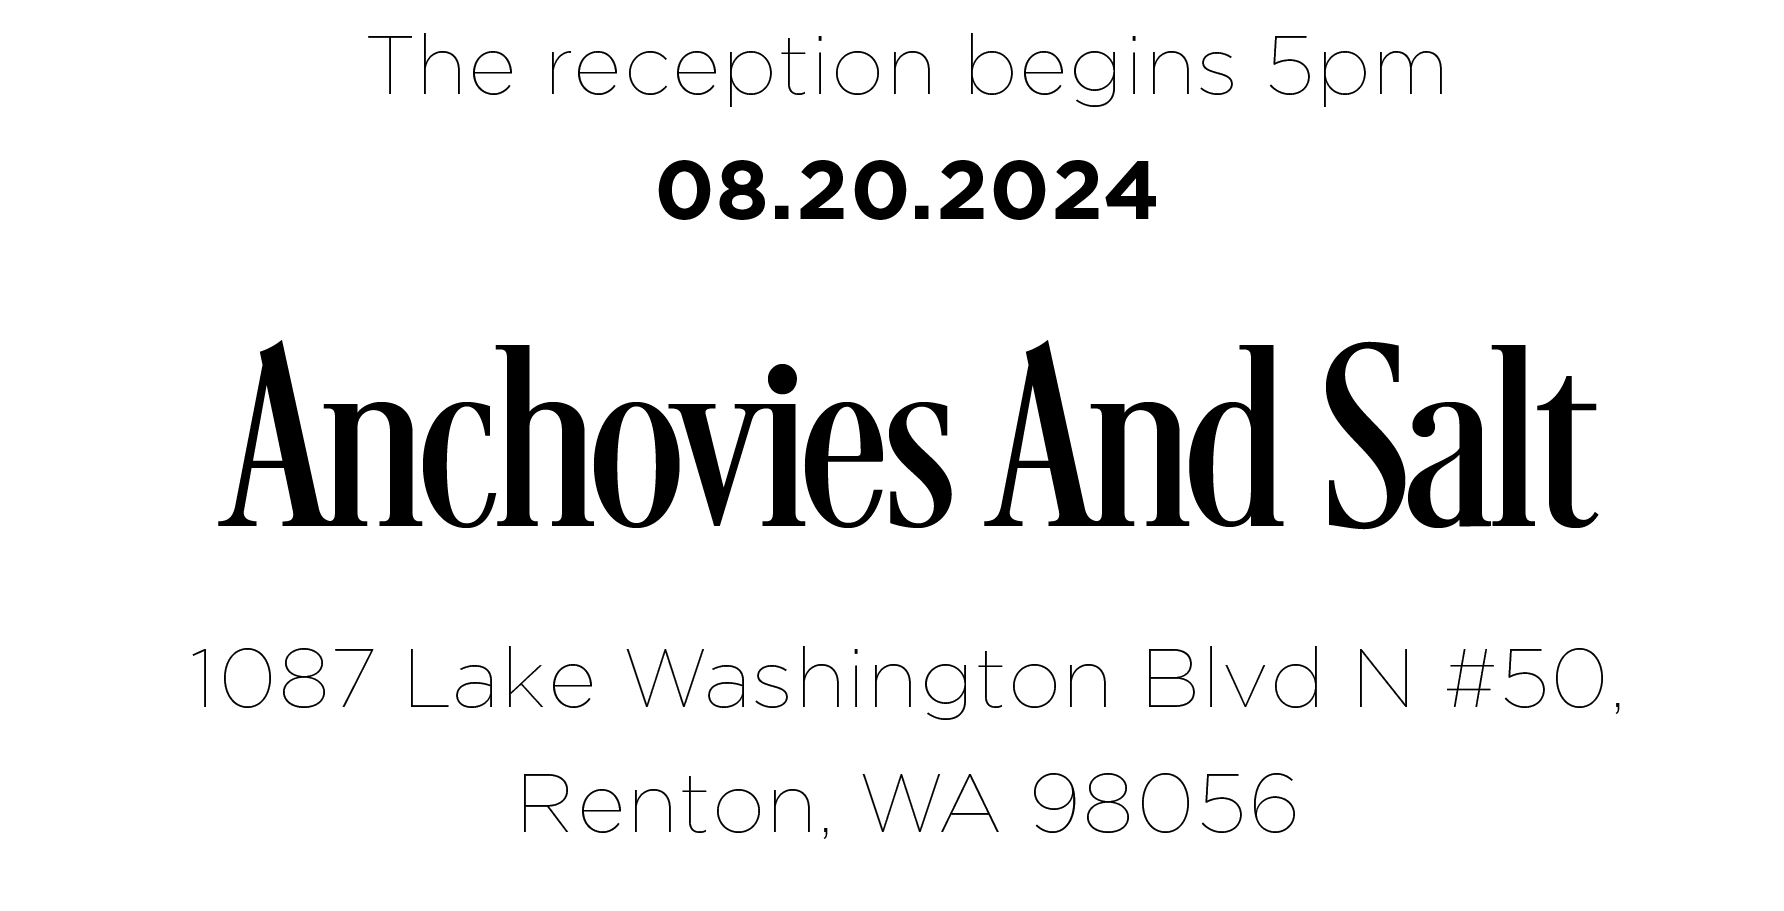 The reception begins 5pm
08.20.2024
Anchovies And Salt
1087 Lake Washington Blvd N #50,
Renton, WA 98056